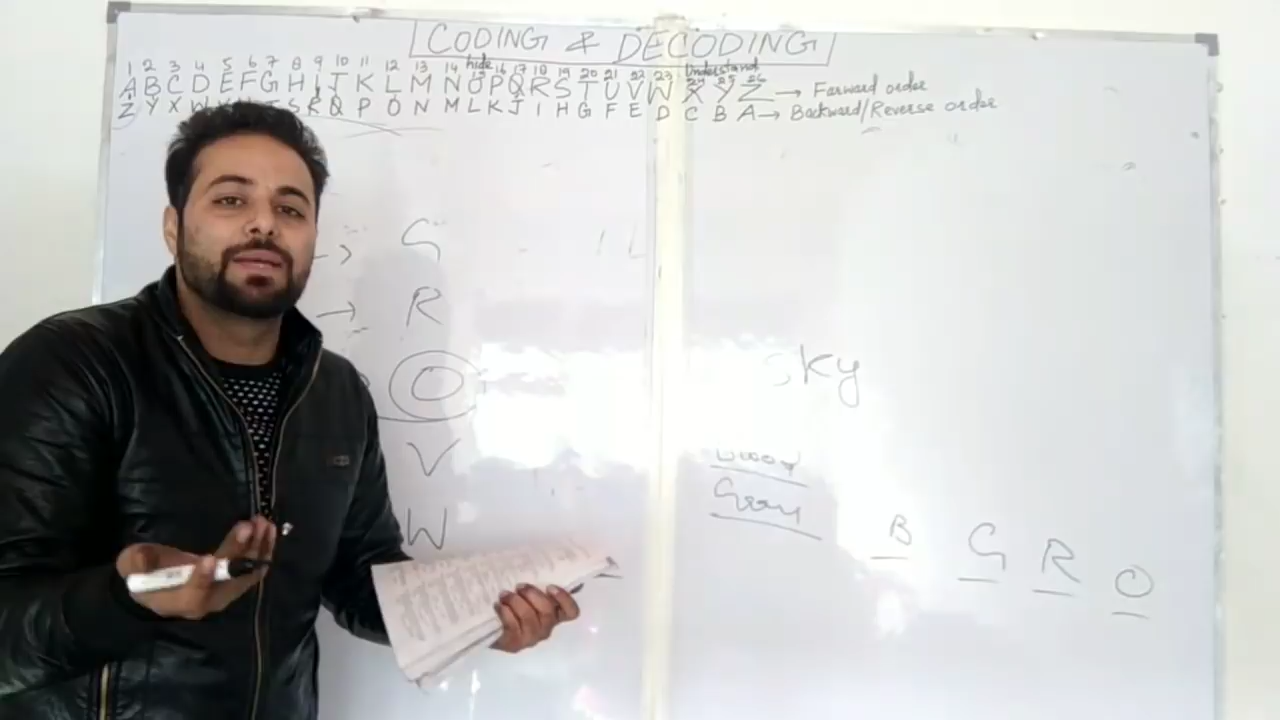 CODING & DECODING
1 2 3 4 5 6 7 8 9 10 11 12 13 14 15 16 17 18 19 20 21 22 23 24 25 26
hide Understand
A B C D E F G H I J K L M N O P Q R S T U V W X Y Z → Forward order
Z Y X W S R Q P O N M L K J I H G F E D C B A → Backward/Reverse order
→ G
→ R
O
V
W
sky
B G R O